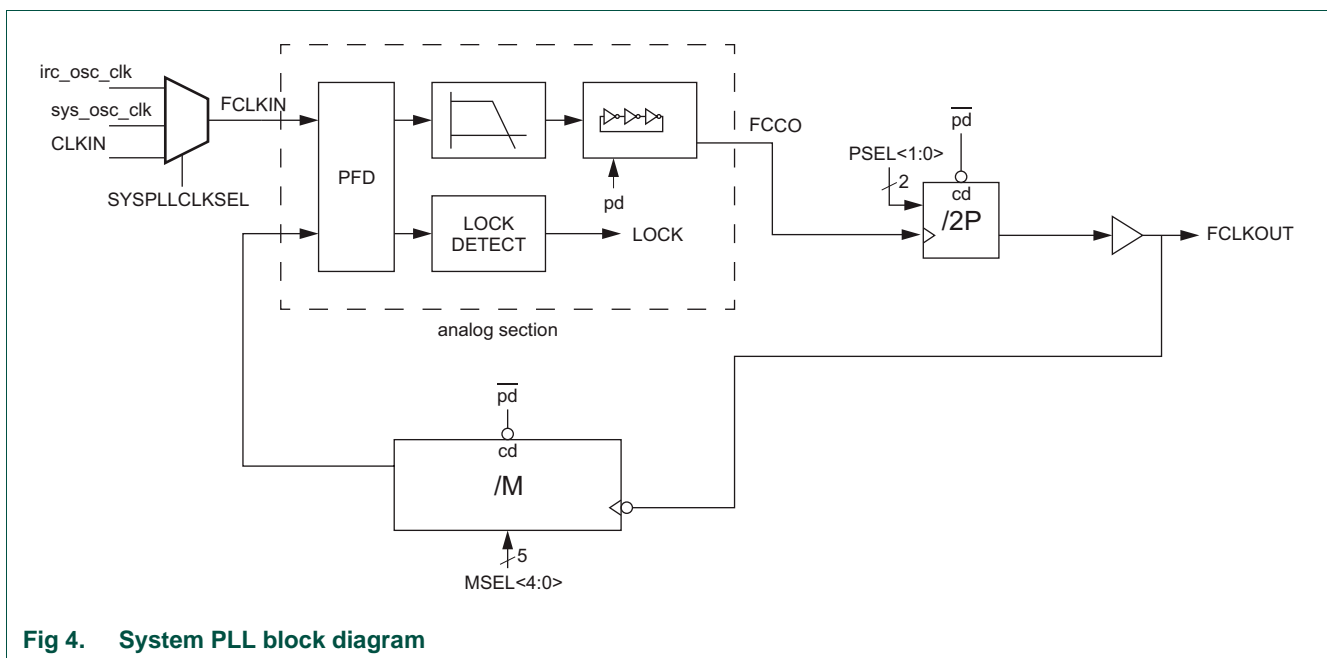 irc_osc_clk
sys_osc_clk
CLKIN
SYSPLLCLKSEL
FCLKIN
PFD
LOCK
DETECT
LOCK
pd
analog section
FCCO
pd
PSEL<1:0>
2
cd
/2P
FCLKOUT
pd
cd
/M
5
MSEL<4:0>
Fig 4. System PLL block diagram